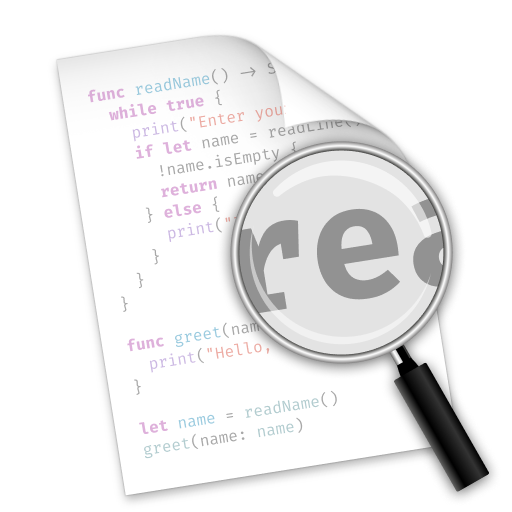 func readName() -> S
while true {
print("Enter you
if let name = readLine(),
!name.isEmpty {
return name
} else {
print("
}
}
}
rea
func greet(nam
print("Hello,
}
let name = readName()
greet(name: name)